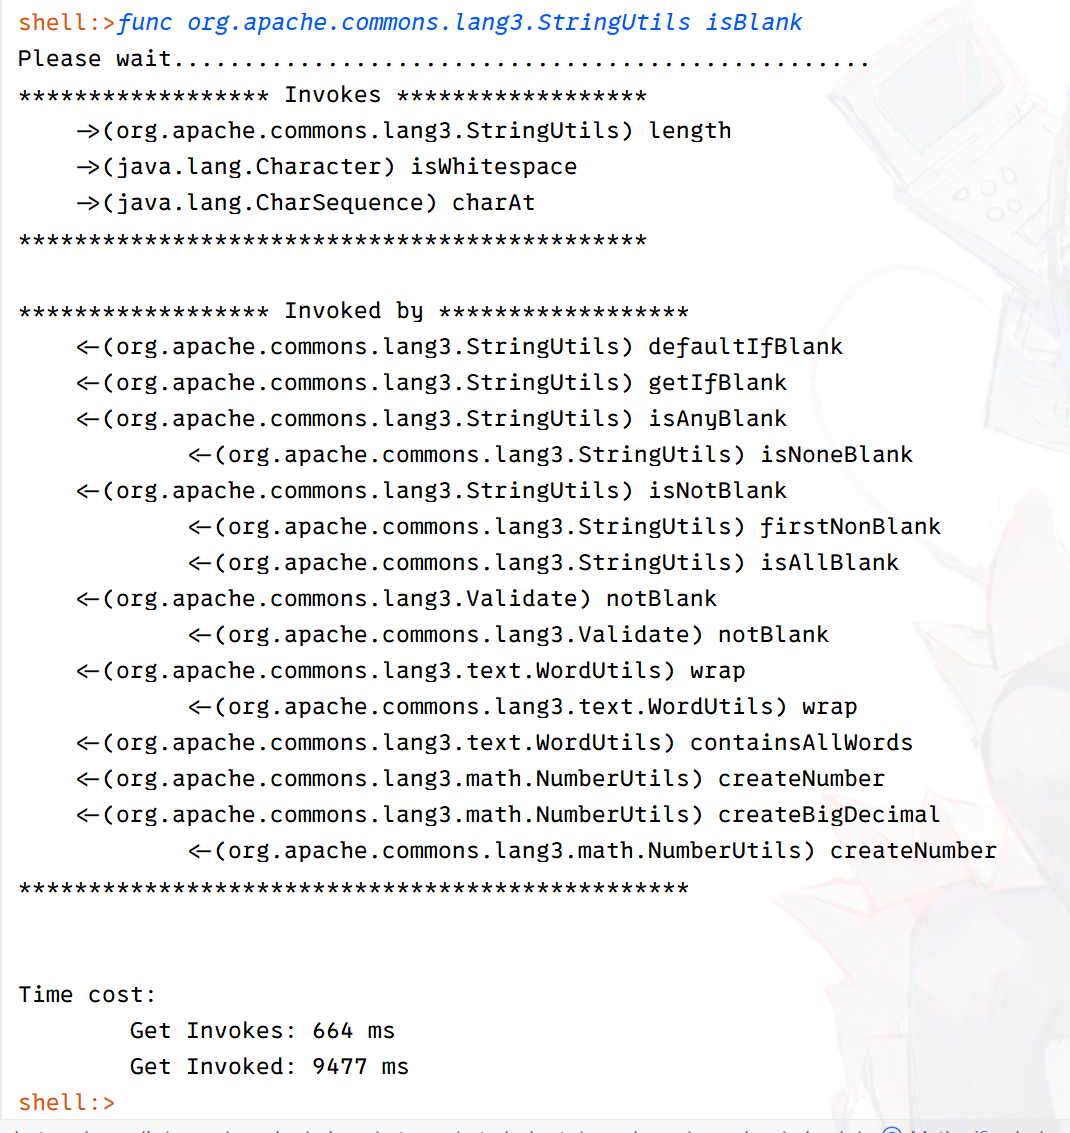 shell:>func org.apache.commons.lang3.StringUtils isBlank
Please wait..................................................
****************** Invokes ******************
->(org.apache.commons.lang3.StringUtils) length
->(java.lang.Character) isWhitespace
->(java.lang.CharSequence) charAt
*********************************************
****************** Invoked by ******************
<-(org.apache.commons.lang3.StringUtils) defaultIfBlank
<-(org.apache.commons.lang3.StringUtils) getIfBlank
<-(org.apache.commons.lang3.StringUtils) isAnyBlank
<-(org.apache.commons.lang3.StringUtils) isNoneBlank
<-(org.apache.commons.lang3.StringUtils) isNotBlank
<-(org.apache.commons.lang3.StringUtils) firstNonBlank
<-(org.apache.commons.lang3.StringUtils) isAllBlank
<-(org.apache.commons.lang3.Validate) notBlank
<-(org.apache.commons.lang3.Validate) notBlank
<-(org.apache.commons.lang3.text.WordUtils) wrap
<-(org.apache.commons.lang3.text.WordUtils) wrap
<-(org.apache.commons.lang3.text.WordUtils) containsAllWords
<-(org.apache.commons.lang3.math.NumberUtils) createNumber
<-(org.apache.commons.lang3.math.NumberUtils) createBigDecimal
<-(org.apache.commons.lang3.math.NumberUtils) createNumber
************************************************
Time cost:
Get Invokes: 664 ms
Get Invoked: 9477 ms
shell:>